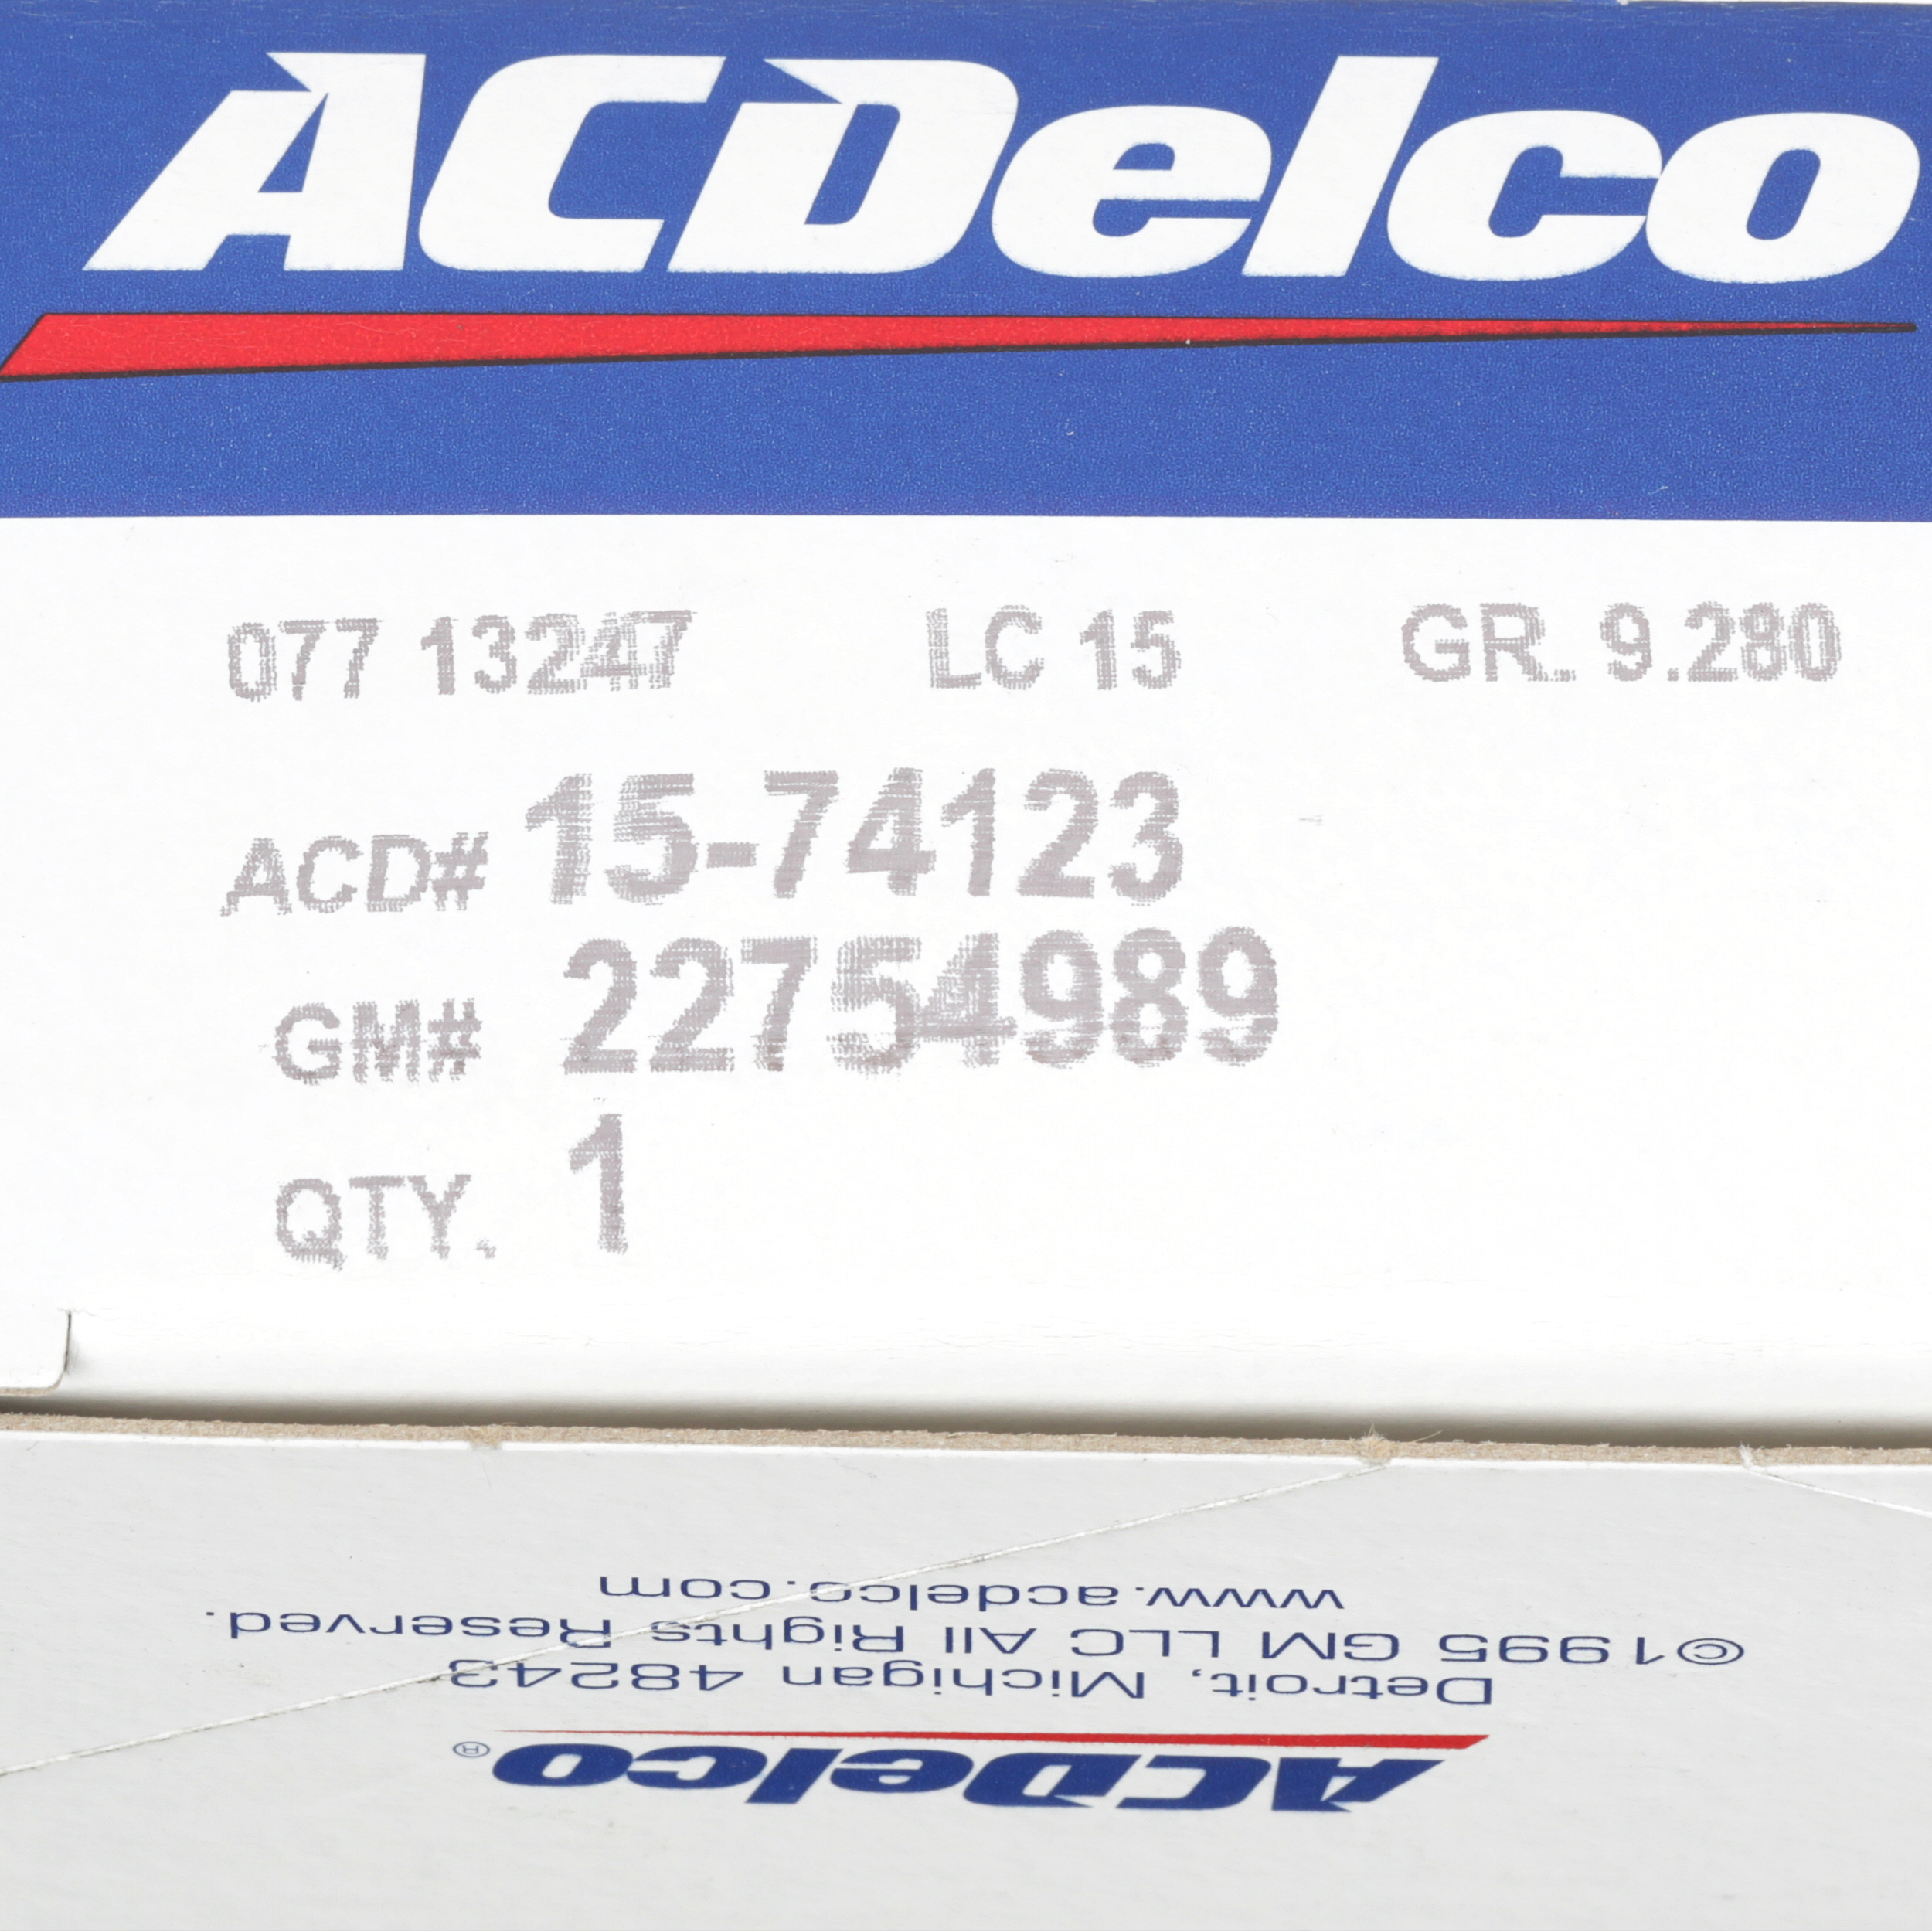 ACDelco
077 13247 LC 15 GR. 9.280
ACD# 15-74123
GM# 22754989
QTY. 1
ACDelco®
Detroit, Michigan 48243
©1995 GM LLC All Rights Reserved.
www.acdelco.com